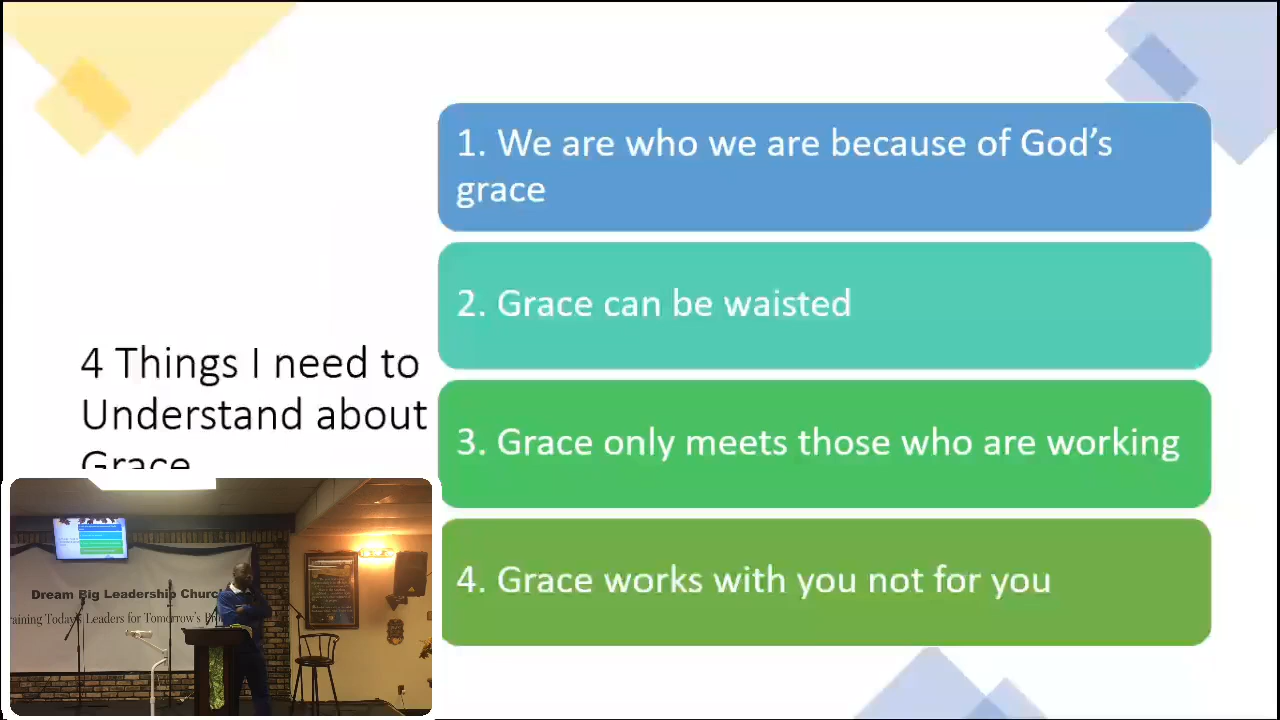 4 Things I need to
Understand about
Grace
1. We are who we are because of God’s
grace
2. Grace can be waisted
3. Grace only meets those who are working
4. Grace works with you not for you
Dream Big Leadership Church
Today's Leaders for Tomorrow's